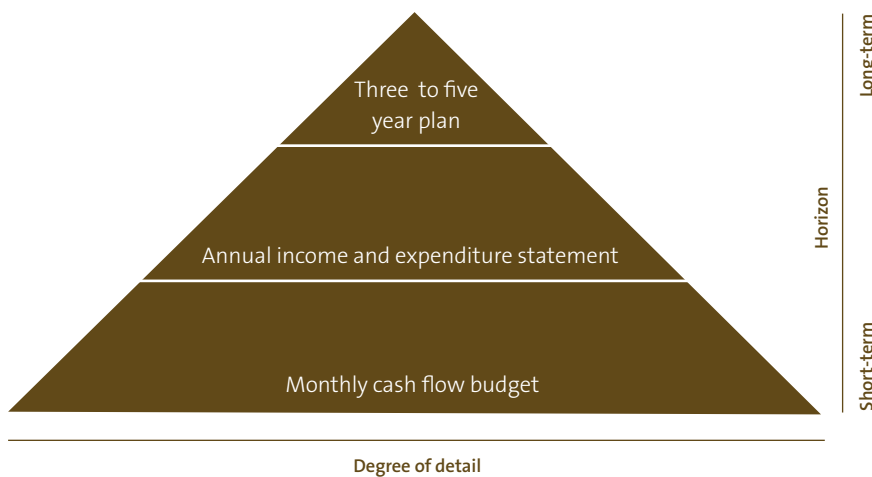 Three to five
year plan
Annual income and expenditure statement
Monthly cash flow budget
Degree of detail
Long-term
Horizon
Short-term